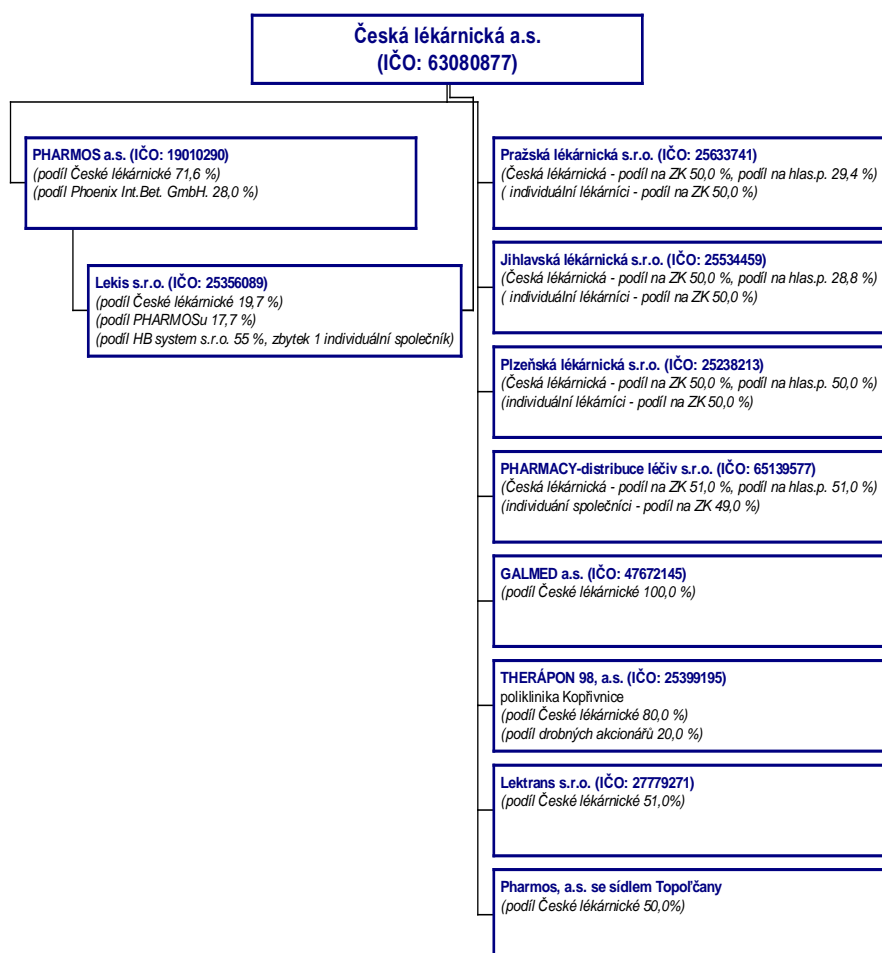 Česká lékárnická a.s.
(IČO: 63080877)
PHARMOS a.s. (IČO: 19010290)
(podíl České lékárnické 71,6 %)
(podíl Phoenix Int.Bet. GmbH. 28,0 %)
Lekis s.r.o. (IČO: 25356089)
(podíl České lékárnické 19,7 %)
(podíl PHARMOSu 17,7 %)
(podíl HB system s.r.o. 55 %, zbytek 1 individuální společník)
Pražská lékárnická s.r.o. (IČO: 25633741)
(Česká lékárnická - podíl na ZK 50,0 %, podíl na hlas.p. 29,4 %)
( individuální lékárníci - podíl na ZK 50,0 %)
Jihlavská lékárnická s.r.o. (IČO: 25534459)
(Česká lékárnická - podíl na ZK 50,0 %, podíl na hlas.p. 28,8 %)
( individuální lékárníci - podíl na ZK 50,0 %)
Plzeňská lékárnická s.r.o. (IČO: 25238213)
(Česká lékárnická - podíl na ZK 50,0 %, podíl na hlas.p. 50,0 %)
(individuální lékárníci - podíl na ZK 50,0 %)
PHARMACY-distribuce léčiv s.r.o. (IČO: 65139577)
(Česká lékárnická - podíl na ZK 51,0 %, podíl na hlas.p. 51,0 %)
(individuání společníci - podíl na ZK 49,0 %)
GALMED a.s. (IČO: 47672145)
(podíl České lékárnické 100,0 %)
THERÁPON 98, a.s. (IČO: 25399195)
poliklinika Kopřivnice
(podíl České lékárnické 80,0 %)
(podíl drobných akcionářů 20,0 %)
Lektrans s.r.o. (IČO: 27779271)
(podíl České lékárnické 51,0%)
Pharmos, a.s. se sídlem Topoľčany
(podíl České lékárnické 50,0%)